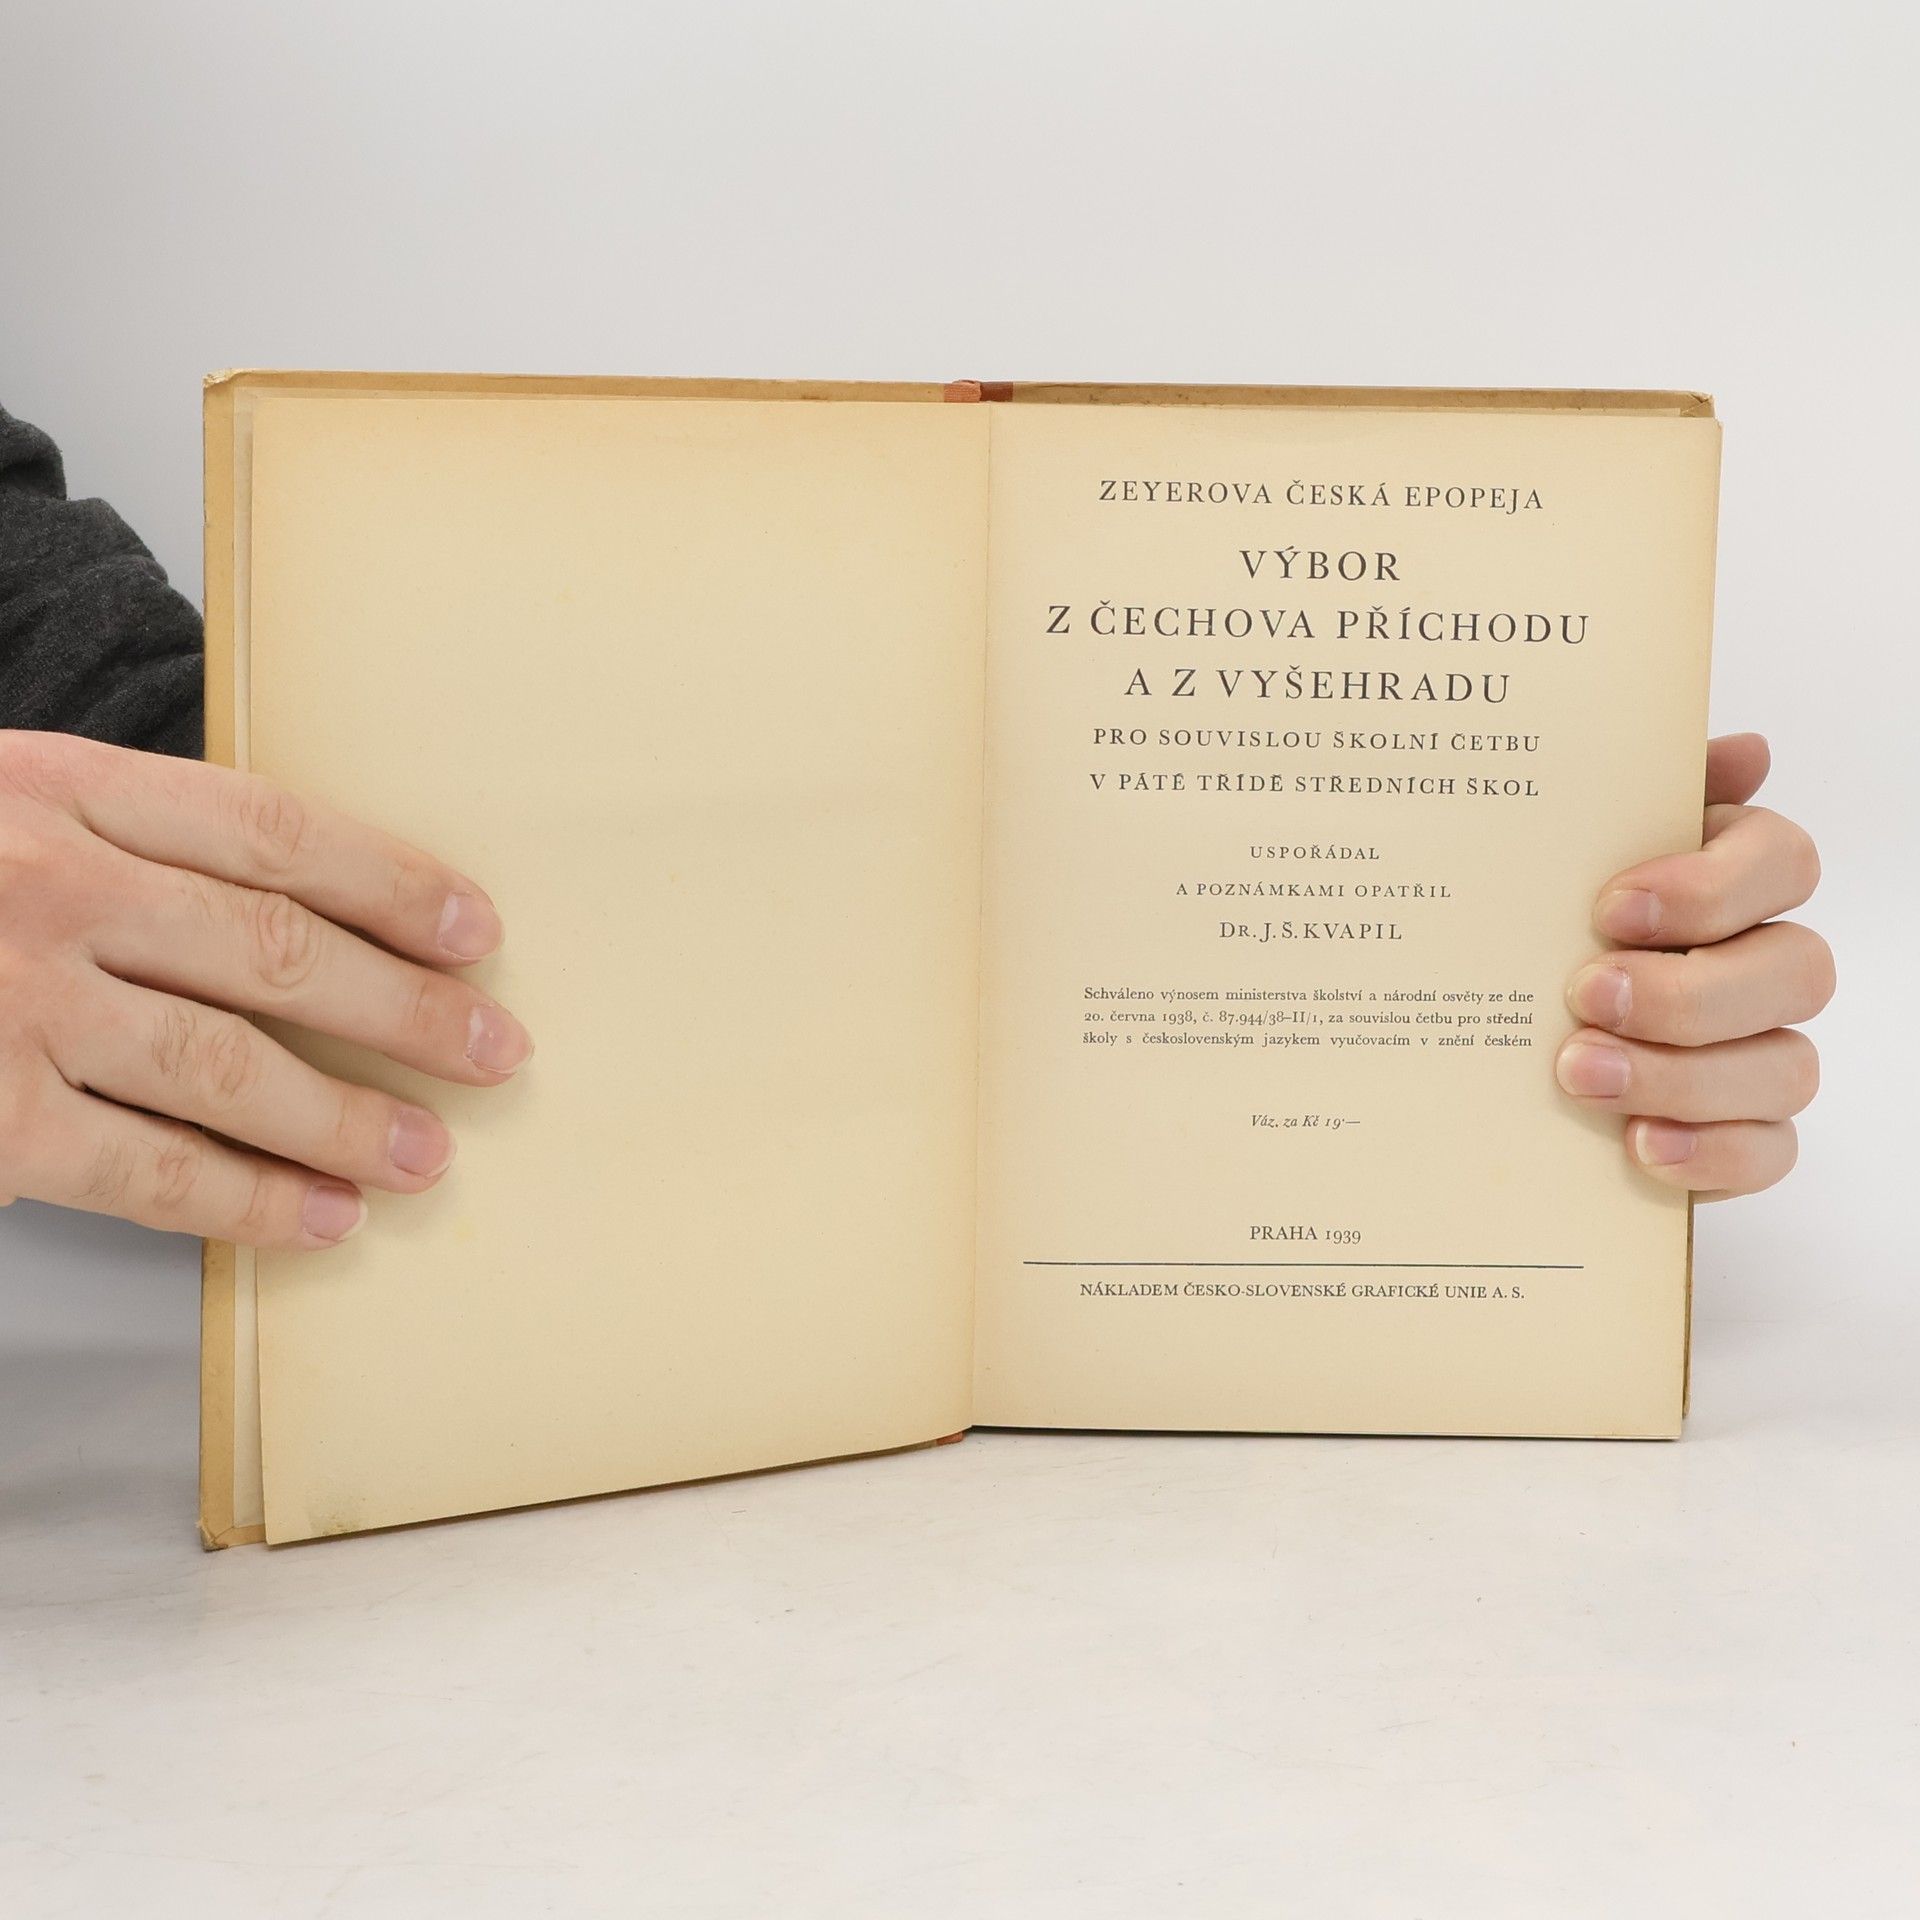 ZEYEROVA ČESKÁ EPOPEJA
VÝBOR
Z ČECHOVA PŘÍCHODU
A Z VYŠEHRADU
PRO SOUVISLOU ŠKOLNÍ ČETBU
V PÁTÉ TŘÍDĚ STŘEDNÍCH ŠKOL
USPOŘÁDAL
A POZNÁMKAMI OPATŘIL
DR. J. Š. KVAPIL
Schváleno výnosem ministerstva školství a národní osvěty ze dne
20. června 1938, č. 87.944/38–II/1, za souvislou četbu pro střední
školy s československým jazykem vyučovacím v znění českém
Váz. za Kč 19·—
PRAHA 1939
NÁKLADEM ČESKO-SLOVENSKÉ GRAFICKÉ UNIE A. S.